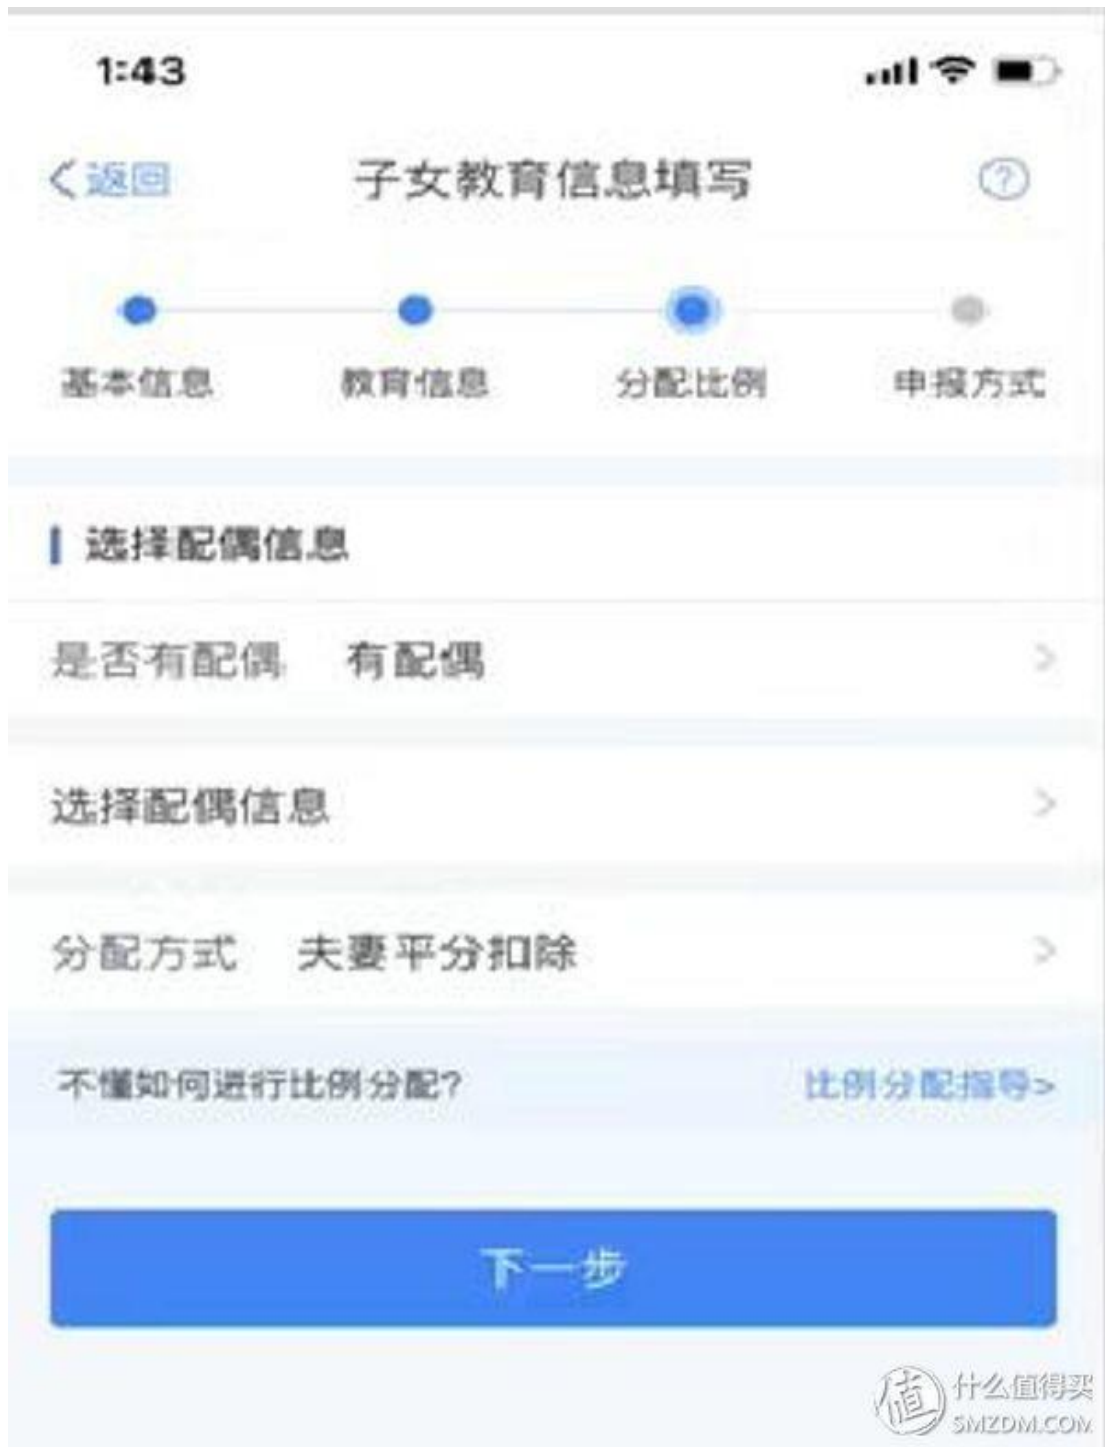 1:43
返回 子女教育信息填写 ?
基本信息 教育信息 分配比例 申报方式
选择配偶信息
是否有配偶 有配偶 >
选择配偶信息 >
分配方式 夫妻平分扣除 >
不懂如何进行比例分配? 比例分配指导>
下一步
值 什么值得买
SMZDM.COM